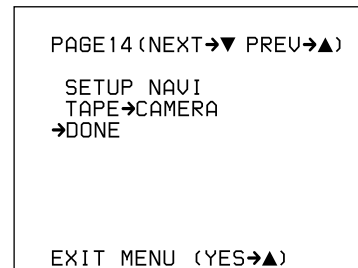 PAGE14(NEXT→▼ PREV→▲)
SETUP NAVI
TAPE→CAMERA
→DONE
EXIT MENU (YES→▲)